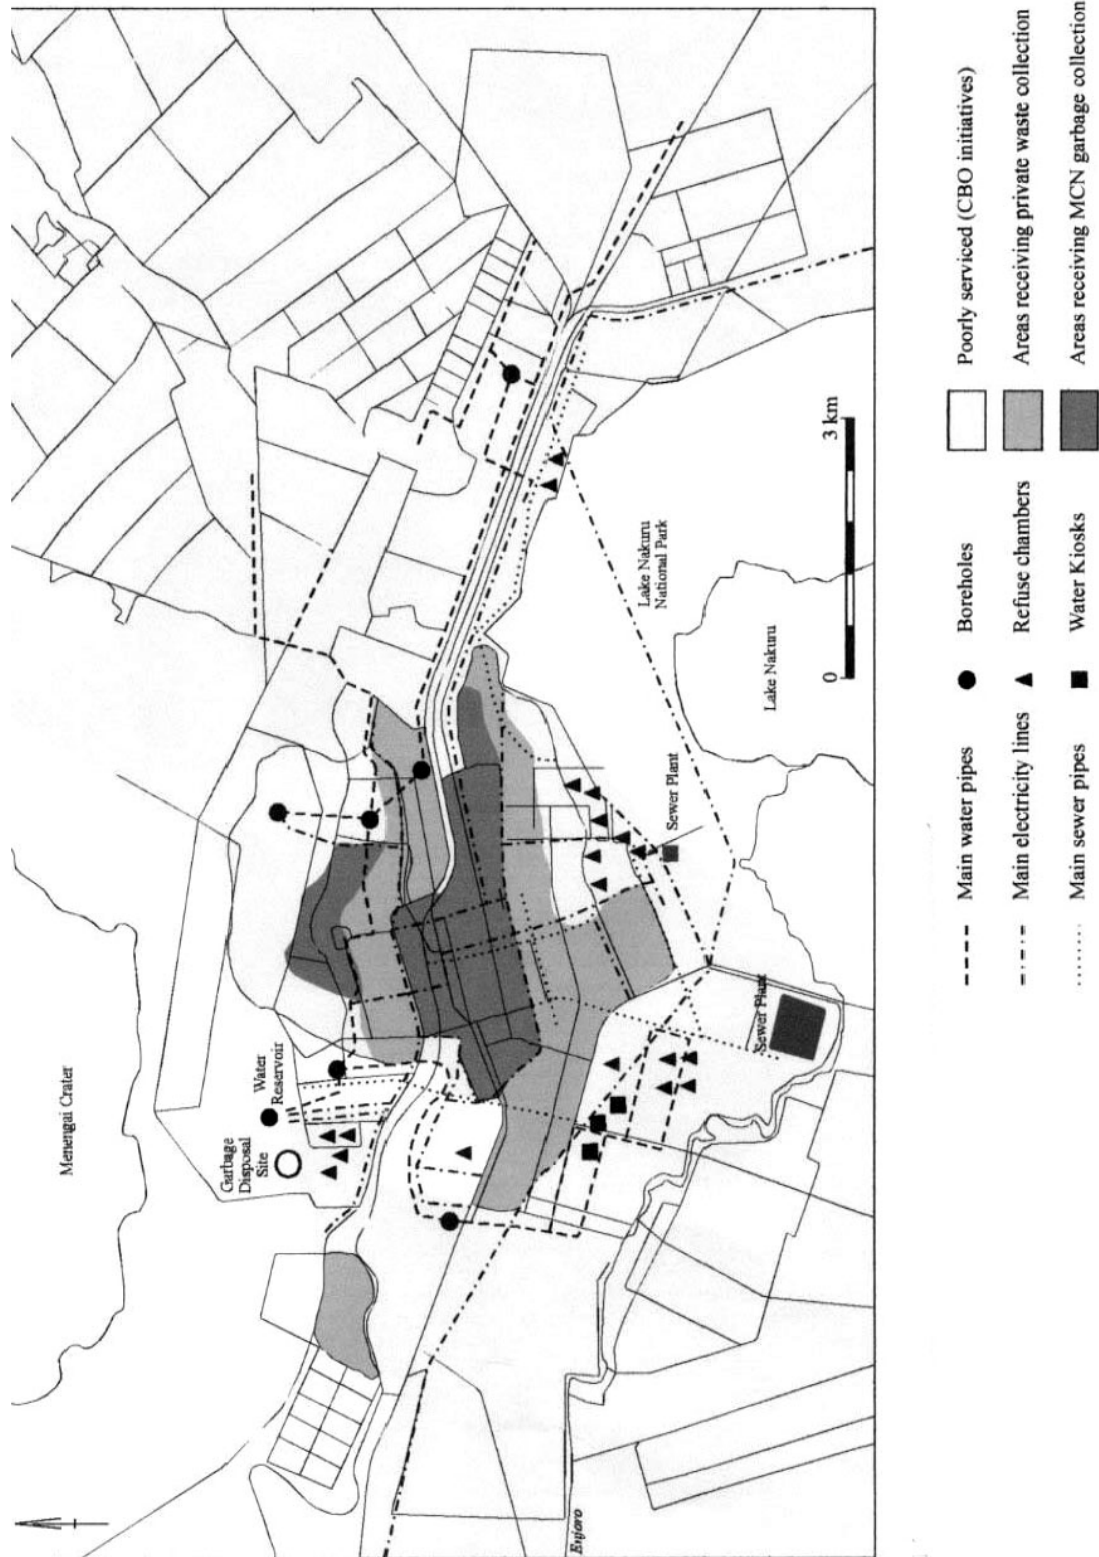 Menengai Crater
Garbage
Disposal
Site
Water
Reservoir
Lake Nakuru
National Park
Lake Nakuru
Sewer Plant
Sewer Plant
0
3 km
Main water pipes
Boreholes
Poorly serviced (CBO initiatives)
Main electricity lines
Refuse chambers
Areas receiving private waste collection
Main sewer pipes
Water Kiosks
Areas receiving MCN garbage collection